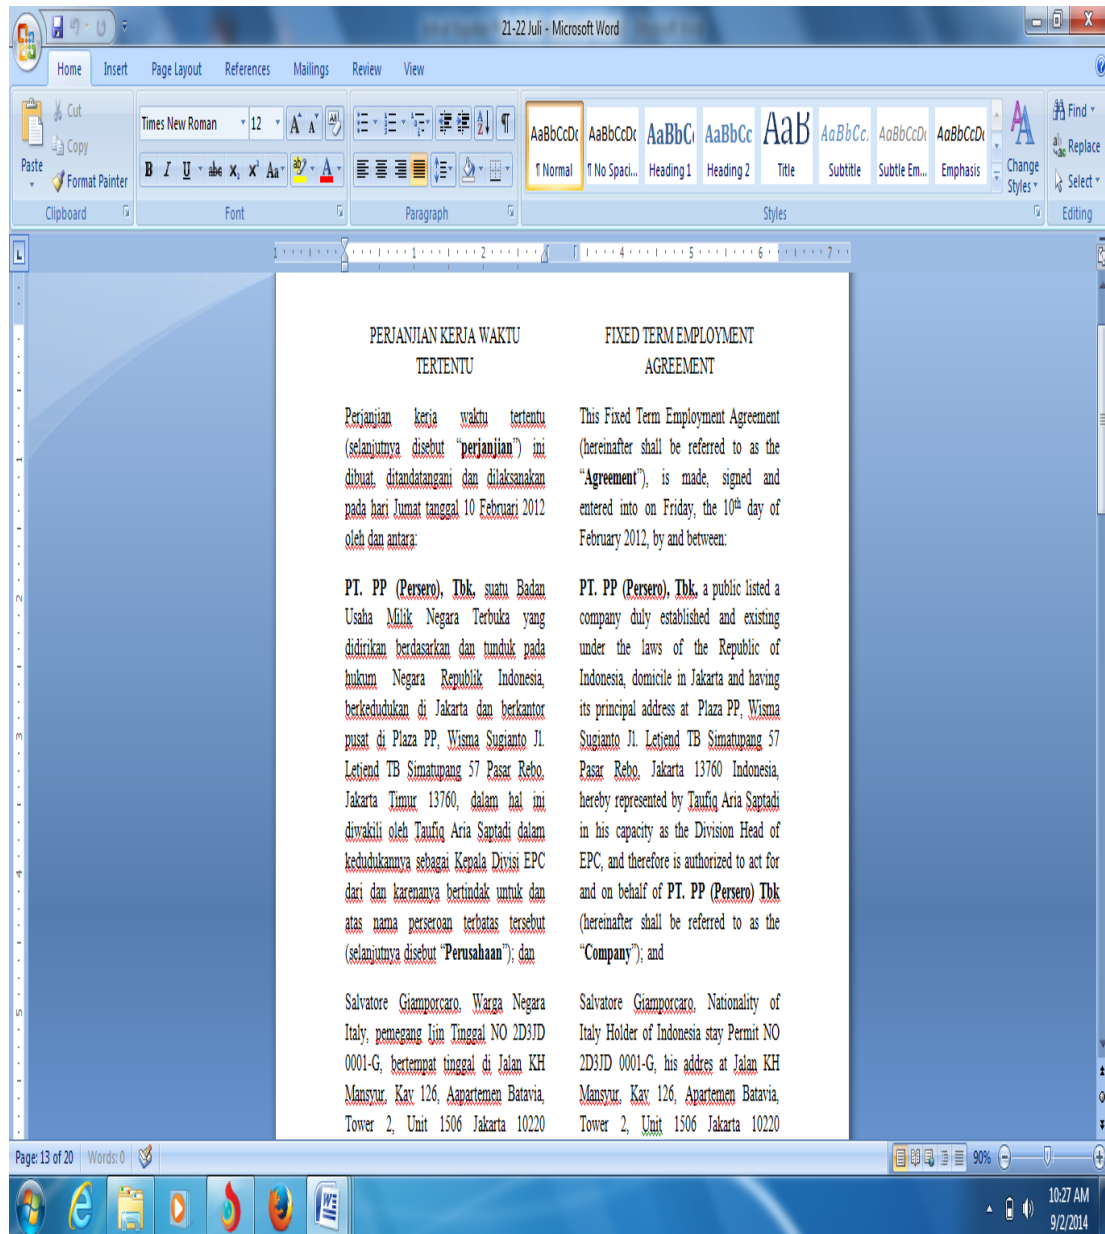 21-22 Juli - Microsoft Word
Home Insert Page Layout References Mailings Review View
Paste
Cut
Copy
Format Painter
Clipboard
Times New Roman 12
Font
Paragraph
AaBbCcDc AaBbCcDc AaBbC AaBbCc AaB AaBbCc. AaBbCcDc AaBbCcDc
¶ Normal ¶ No Spaci... Heading 1 Heading 2 Title Subtitle Subtle Em... Emphasis
Change
Styles
Styles
Find
Replace
Select
Editing
1 1 2 4 5 6 7
PERJANJIAN KERJA WAKTU
TERTENTU
Perjanjian kerja waktu tertentu
(selanjutnya disebut “perjanjian”) ini
dibuat, ditandatangani dan dilaksanakan
pada hari Jumat tanggal 10 Februari 2012
oleh dan antara:
PT. PP (Persero), Tbk, suatu Badan
Usaha Milik Negara Terbuka yang
didirikan berdasarkan dan tunduk pada
hukum Negara Republik Indonesia,
berkedudukan di Jakarta dan berkantor
pusat di Plaza PP, Wisma Sugianto Jl.
Letjend TB Simatupang 57 Pasar Rebo,
Jakarta Timur 13760, dalam hal ini
diwakili oleh Taufiq Aria Saptadi dalam
kedudukannya sebagai Kepala Divisi EPC
dari dan karenanya bertindak untuk dan
atas nama perseroan terbatas tersebut
(selanjutnya disebut “Perusahaan”); dan
Salvatore Giamporcaro, Warga Negara
Italy, pemegang Ijin Tinggal NO 2D3JD
0001-G, bertempat tinggal di Jalan KH
Mansyur, Kav 126, Aapartemen Batavia,
Tower 2, Unit 1506 Jakarta 10220
FIXED TERM EMPLOYMENT
AGREEMENT
This Fixed Term Employment Agreement
(hereinafter shall be referred to as the
“Agreement”), is made, signed and
entered into on Friday, the 10th day of
February 2012, by and between:
PT. PP (Persero), Tbk, a public listed a
company duly established and existing
under the laws of the Republic of
Indonesia, domicile in Jakarta and having
its principal address at Plaza PP, Wisma
Sugianto Jl. Letjend TB Simatupang 57
Pasar Rebo, Jakarta 13760 Indonesia,
hereby represented by Taufiq Aria Saptadi
in his capacity as the Division Head of
EPC, and therefore is authorized to act for
and on behalf of PT. PP (Persero) Tbk
(hereinafter shall be referred to as the
“Company”); and
Salvatore Giamporcaro, Nationality of
Italy Holder of Indonesia stay Permit NO
2D3JD 0001-G, his addres at Jalan KH
Mansyur, Kav 126, Apartemen Batavia,
Tower 2, Unit 1506 Jakarta 10220
Page: 13 of 20 Words: 0 90%
10:27 AM
9/2/2014